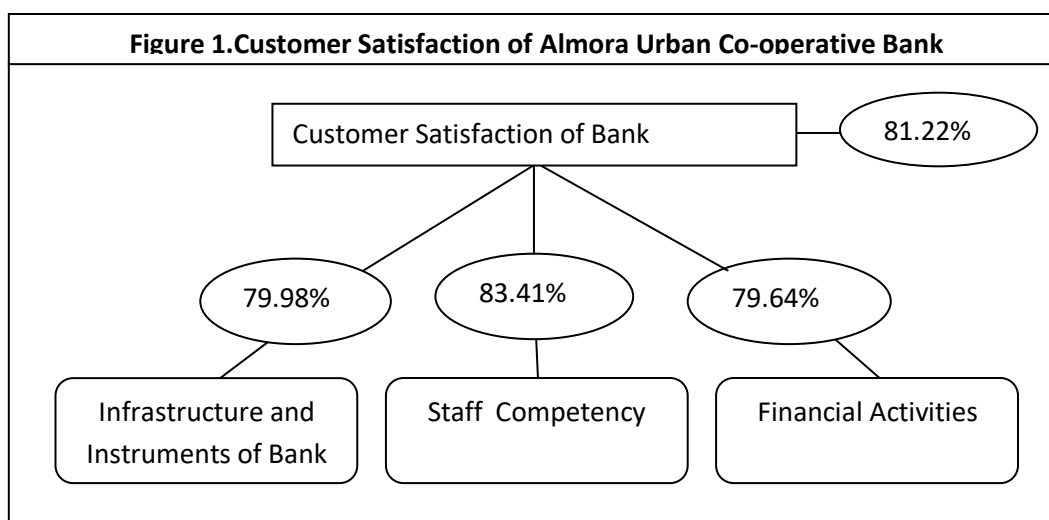 Figure 1.Customer Satisfaction of Almora Urban Co-operative Bank
Customer Satisfaction of Bank
81.22%
79.98%
83.41%
79.64%
Infrastructure and
Instruments of Bank
Staff Competency
Financial Activities